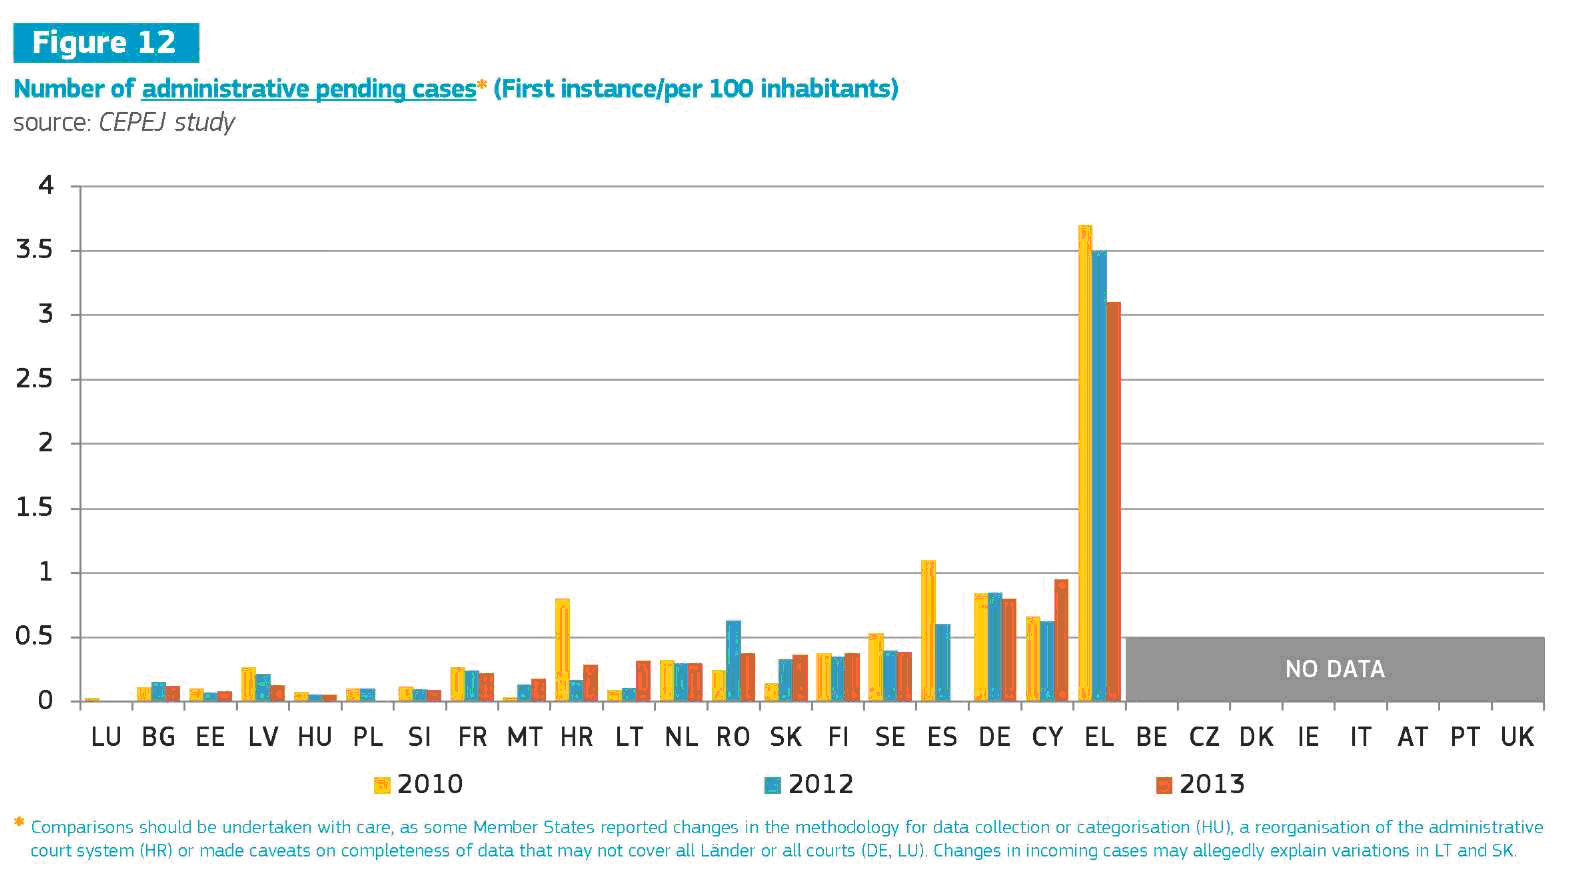 Figure 12
Number of administrative pending cases* (First instance/per 100 inhabitants)
source: CEPEJ study
4
3.5
3
2.5
2
1.5
1
0.5
0
NO DATA
LU BG EE LV HU PL SI FR MT HR LT NL RO SK FI SE ES DE CY EL BE CZ DK IE IT AT PT UK
2010 2012 2013
* Comparisons should be undertaken with care, as some Member States reported changes in the methodology for data collection or categorisation (HU), a reorganisation of the administrative
court system (HR) or made caveats on completeness of data that may not cover all Länder or all courts (DE, LU). Changes in incoming cases may allegedly explain variations in LT and SK.